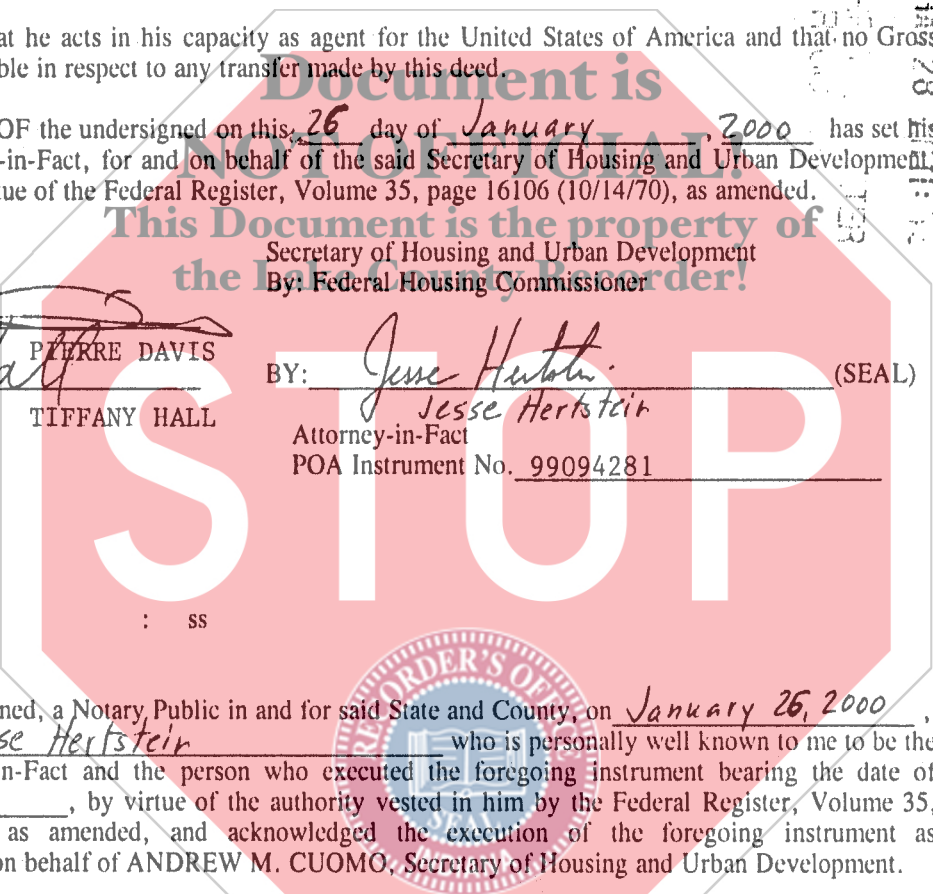 at he acts in his capacity as agent for the United States of America and that no Gross
ble in respect to any transfer made by this deed.
Document is
OF the undersigned on this 26 day of January, 2000 has set his
NOT OFFICIAL!
-in-Fact, for and on behalf of the said Secretary of Housing and Urban Development,
tue of the Federal Register, Volume 35, page 16106 (10/14/70), as amended.
This Document is the property of
Secretary of Housing and Urban Development
the Lake County Recorder!
By: Federal Housing Commissioner
PIERRE DAVIS
BY: Jesse Hertstein (SEAL)
Jesse Hertstein
TIFFANY HALL
Attorney-in-Fact
POA Instrument No. 99094281
STOP
: ss
RECORDER'S OFFICE
ned, a Notary Public in and for said State and County, on January 26, 2000,
se Hertstein who is personally well known to me to be the
n-Fact and the person who executed the foregoing instrument bearing the date of
, by virtue of the authority vested in him by the Federal Register, Volume 35,
SEAL
as amended, and acknowledged the execution of the foregoing instrument as
on behalf of ANDREW M. CUOMO, Secretary of Housing and Urban Development.